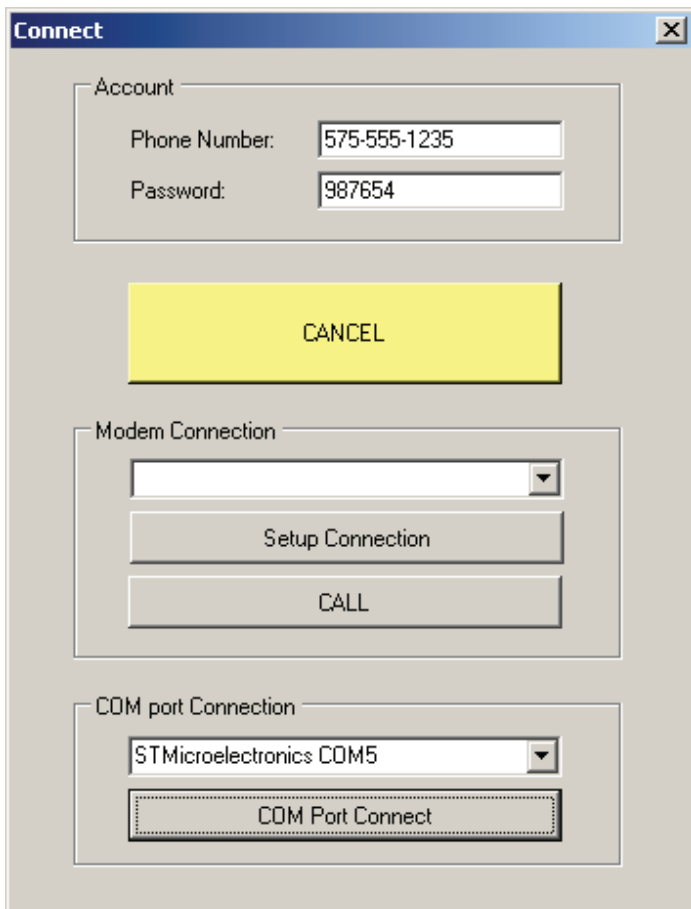 Connect
Account
Phone Number: 575-555-1235
Password: 987654
CANCEL
Modem Connection
Setup Connection
CALL
COM port Connection
STMicroelectronics COM5
COM Port Connect